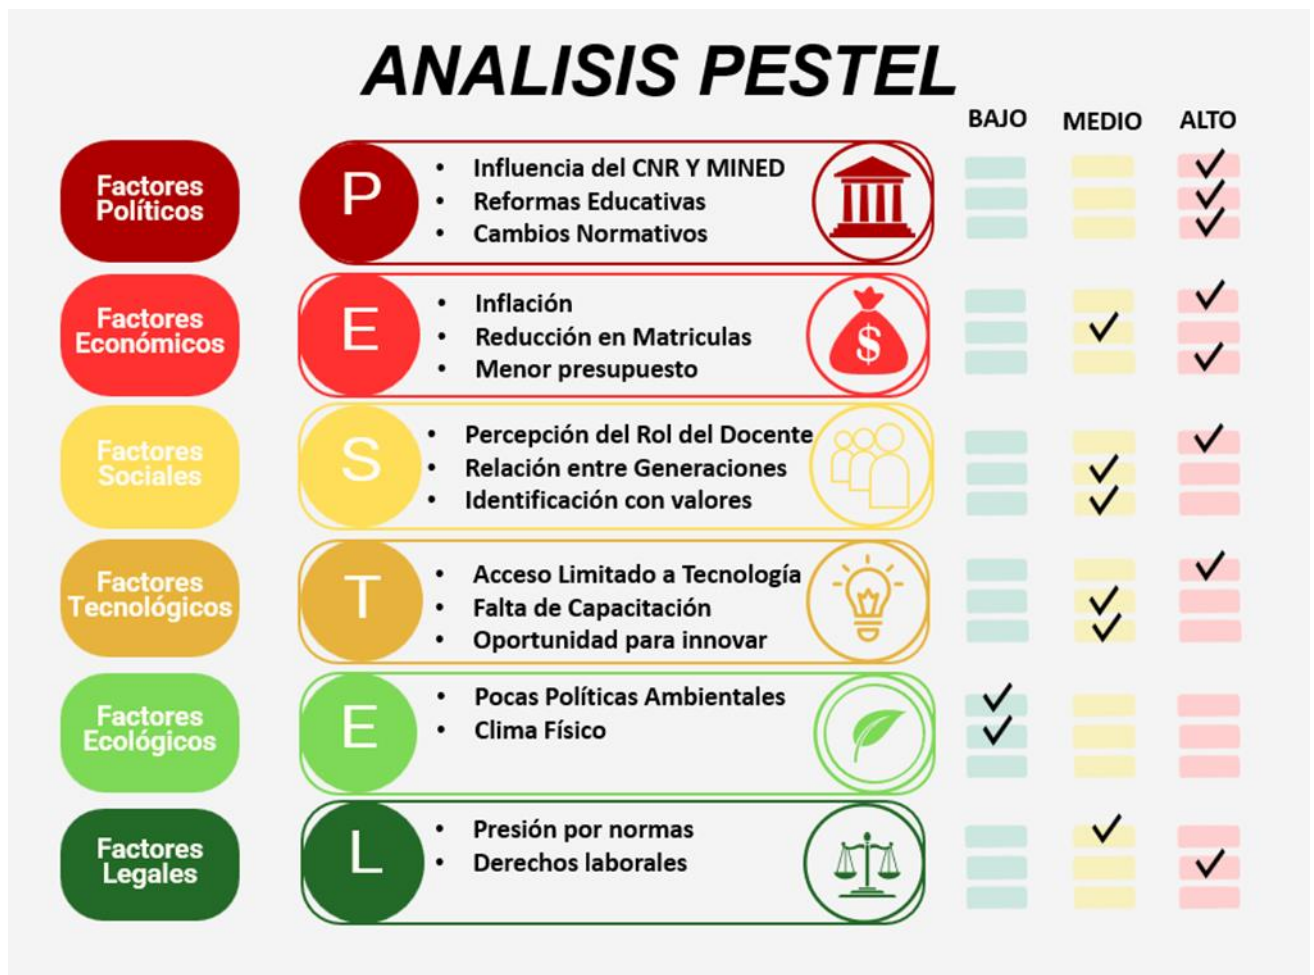 ANALISIS PESTEL
BAJO MEDIO ALTO
Factores
Políticos
P
• Influencia del CNR Y MINED
• Reformas Educativas
• Cambios Normativos
Factores
Económicos
E
• Inflación
• Reducción en Matriculas
• Menor presupuesto
$
Factores
Sociales
S
• Percepción del Rol del Docente
• Relación entre Generaciones
• Identificación con valores
Factores
Tecnológicos
T
• Acceso Limitado a Tecnología
• Falta de Capacitación
• Oportunidad para innovar
Factores
Ecológicos
E
• Pocas Políticas Ambientales
• Clima Físico
Factores
Legales
L
• Presión por normas
• Derechos laborales